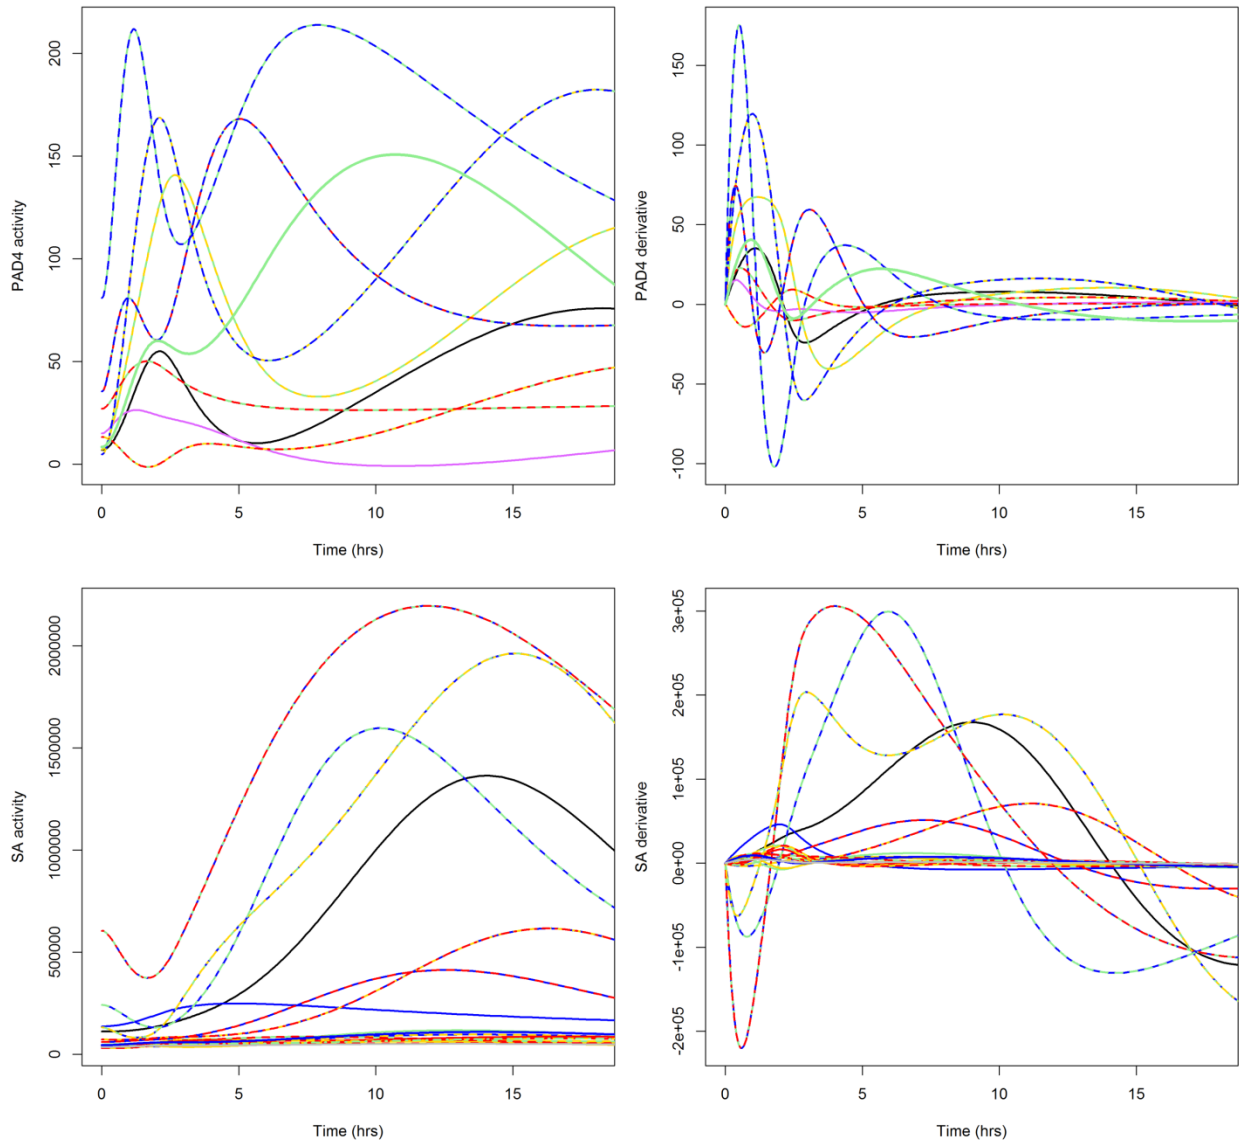 PAD4 activity
200
150
100
50
0
0 5 10 15
Time (hrs)
PAD4 derivative
150
100
50
0
-50
-100
0 5 10 15
Time (hrs)
SA activity
2000000
1500000
1000000
500000
0
0 5 10 15
Time (hrs)
SA derivative
3e+05
2e+05
1e+05
0e+00
-1e+05
-2e+05
0 5 10 15
Time (hrs)